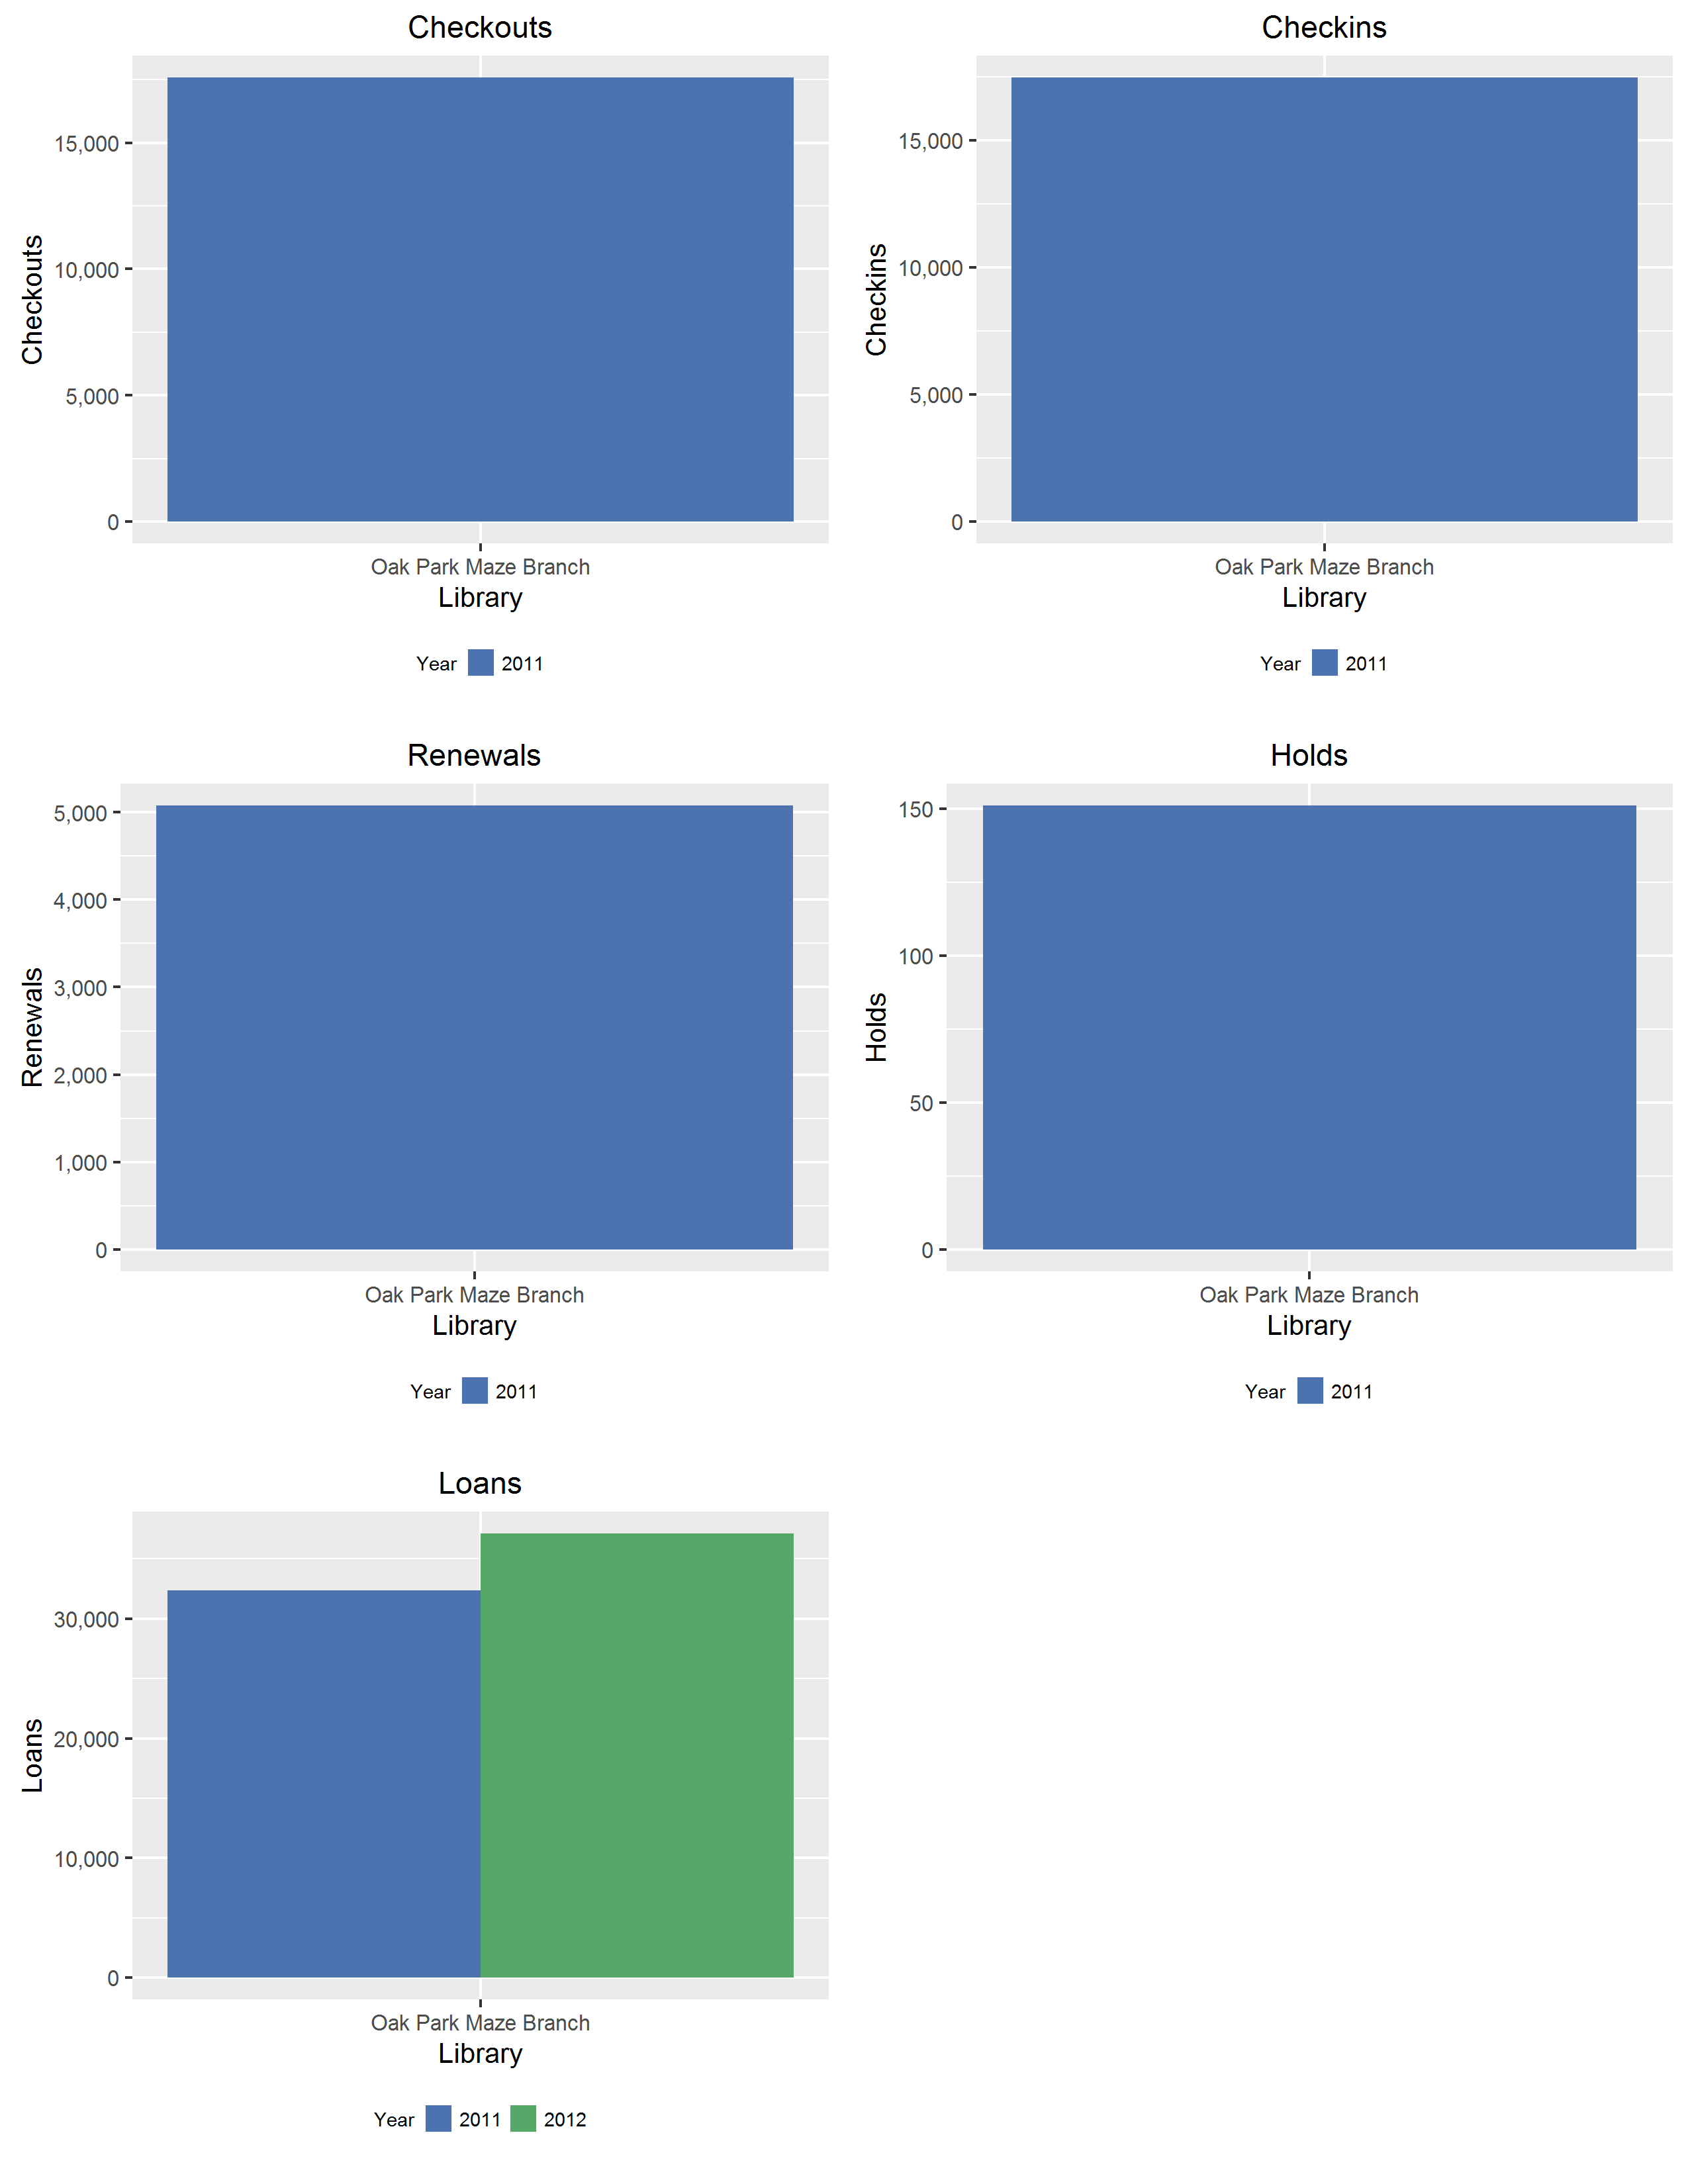 Checkouts
Checkouts
15,000
10,000
5,000
0
Oak Park Maze Branch
Library
Year 2011
Checkins
Checkins
15,000
10,000
5,000
0
Oak Park Maze Branch
Library
Year 2011
Renewals
Renewals
5,000
4,000
3,000
2,000
1,000
0
Oak Park Maze Branch
Library
Year 2011
Holds
Holds
150
100
50
0
Oak Park Maze Branch
Library
Year 2011
Loans
Loans
30,000
20,000
10,000
0
Oak Park Maze Branch
Library
Year 2011 2012